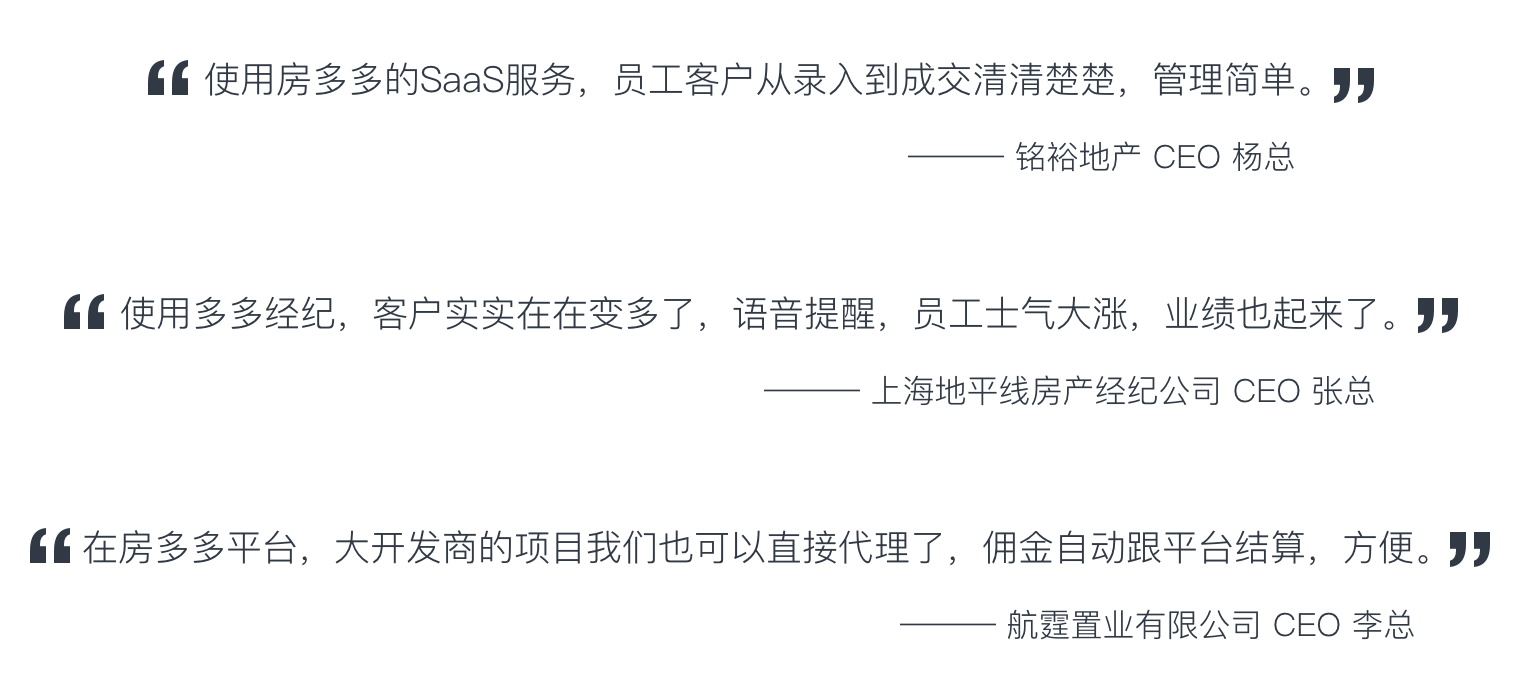 “使用房多多的SaaS服务，员工客户从录入到成交清清楚楚，管理简单。”
——— 铭裕地产 CEO 杨总
“使用多多经纪，客户实实在在变多了，语音提醒，员工士气大涨，业绩也起来了。”
——— 上海地平线房产经纪公司 CEO 张总
“在房多多平台，大开发商的项目我们也可以直接代理了，佣金自动跟平台结算，方便。”
——— 航霆置业有限公司 CEO 李总